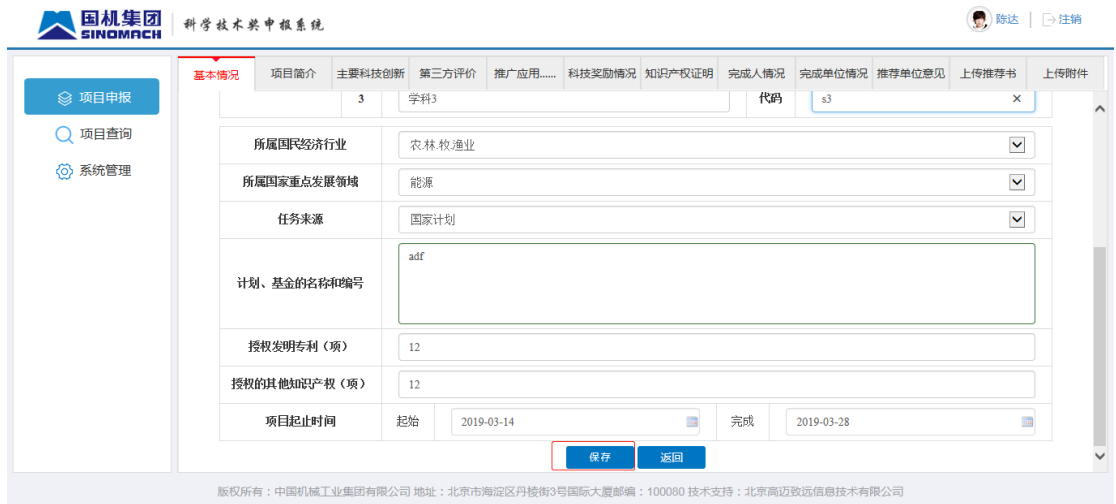 国机集团 科学技术奖申报系统 陈达 注销
SINOMACH
基本情况 项目简介 主要科技创新 第三方评价 推广应用...... 科技奖励情况 知识产权证明 完成人情况 完成单位情况 推荐单位意见 上传推荐书 上传附件
项目申报
项目查询
系统管理
3 学科3 代码 s3 ×
所属国民经济行业 农.林.牧.渔业
所属国家重点发展领域 能源
任务来源 国家计划
计划、基金的名称和编号 adf
授权发明专利（项） 12
授权的其他知识产权（项） 12
项目起止时间 起始 2019-03-14 完成 2019-03-28
保存 返回
版权所有：中国机械工业集团有限公司 地址：北京市海淀区丹棱街3号国际大厦邮编：100080 技术支持：北京高迈致远信息技术有限公司